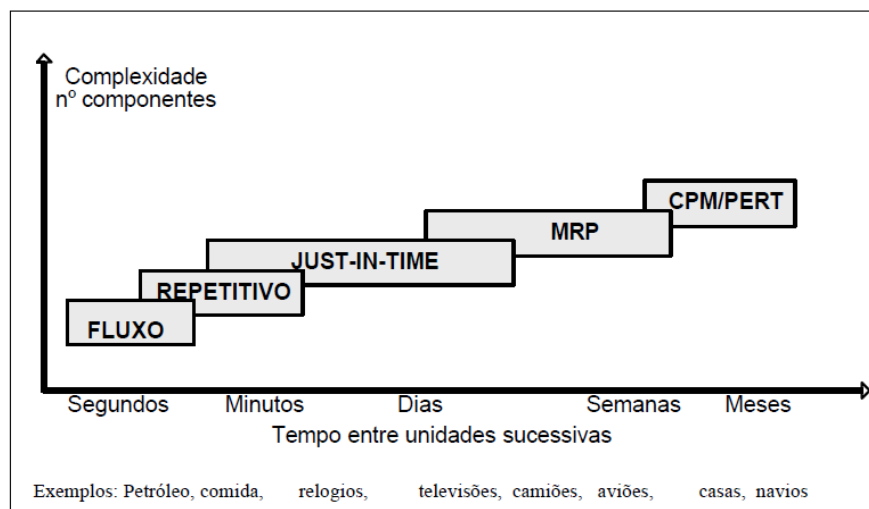 Complexidade
nº componentes
CPM/PERT
MRP
JUST-IN-TIME
REPETITIVO
FLUXO
Segundos Minutos Dias Semanas Meses
Tempo entre unidades sucessivas
Exemplos: Petróleo, comida, relogios, televisões, camiões, aviões, casas, navios